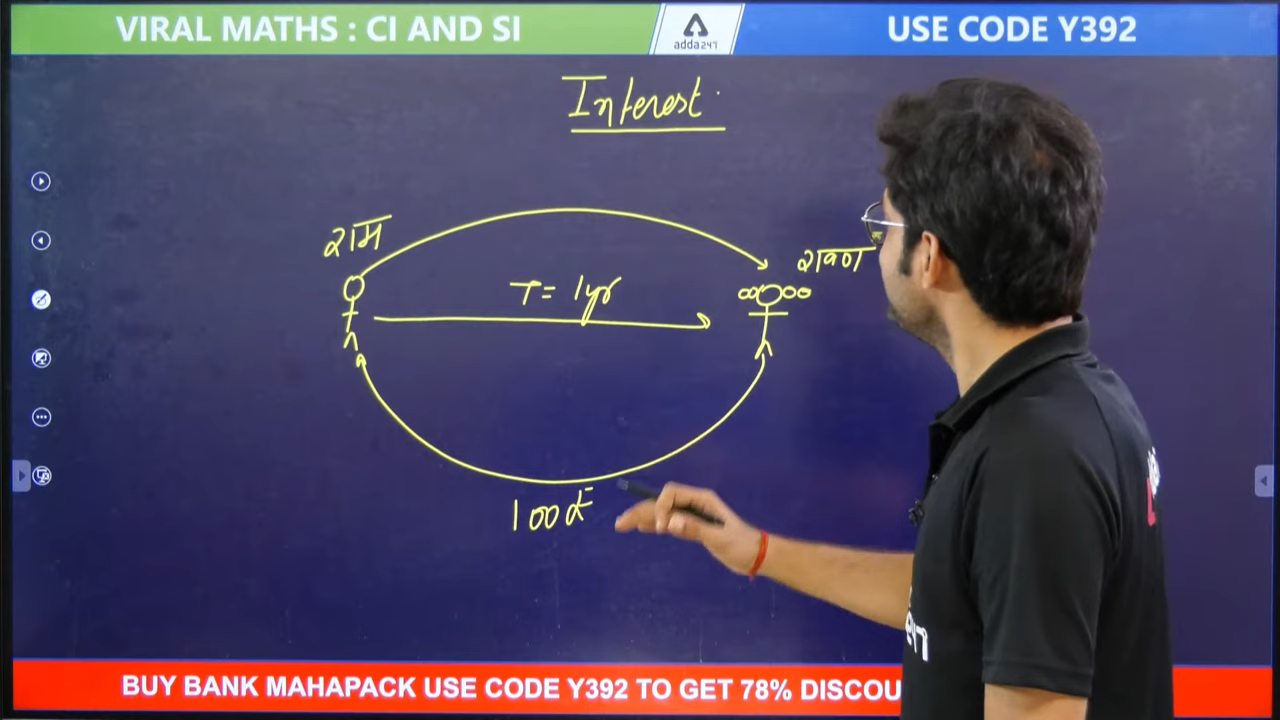 VIRAL MATHS : CI AND SI
adda247
USE CODE Y392
Interest
राम
रावण
T = 1yr
100
BUY BANK MAHAPACK USE CODE Y392 TO GET 78% DISCOU